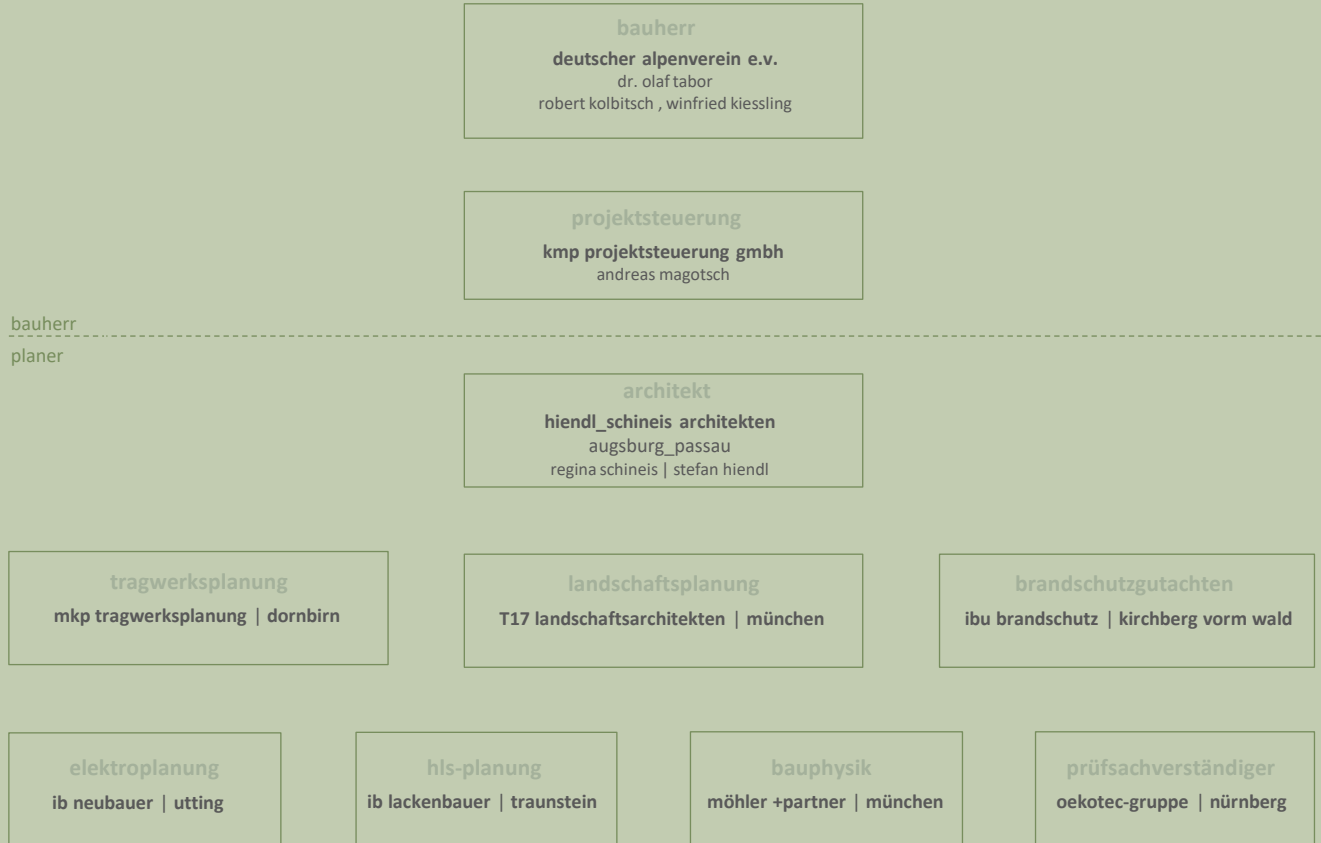 bauherr
deutscher alpenverein e.v.
dr. olaf tabor
robert kolbitsch , winfried kiessling
projektsteuerung
kmp projektsteuerung gmbh
andreas magotsch
bauherr
planer
architekt
hiendl_schineis architekten
augsburg_passau
regina schineis | stefan hiendl
tragwerksplanung
mkp tragwerksplanung | dornbirn
landschaftsplanung
T17 landschaftsarchitekten | münchen
brandschutzgutachten
ibu brandschutz | kirchberg vorm wald
elektroplanung
ib neubauer | utting
hls-planung
ib lackenbauer | traunstein
bauphysik
möhler +partner | münchen
prüfsachverständiger
oekotec-gruppe | nürnberg